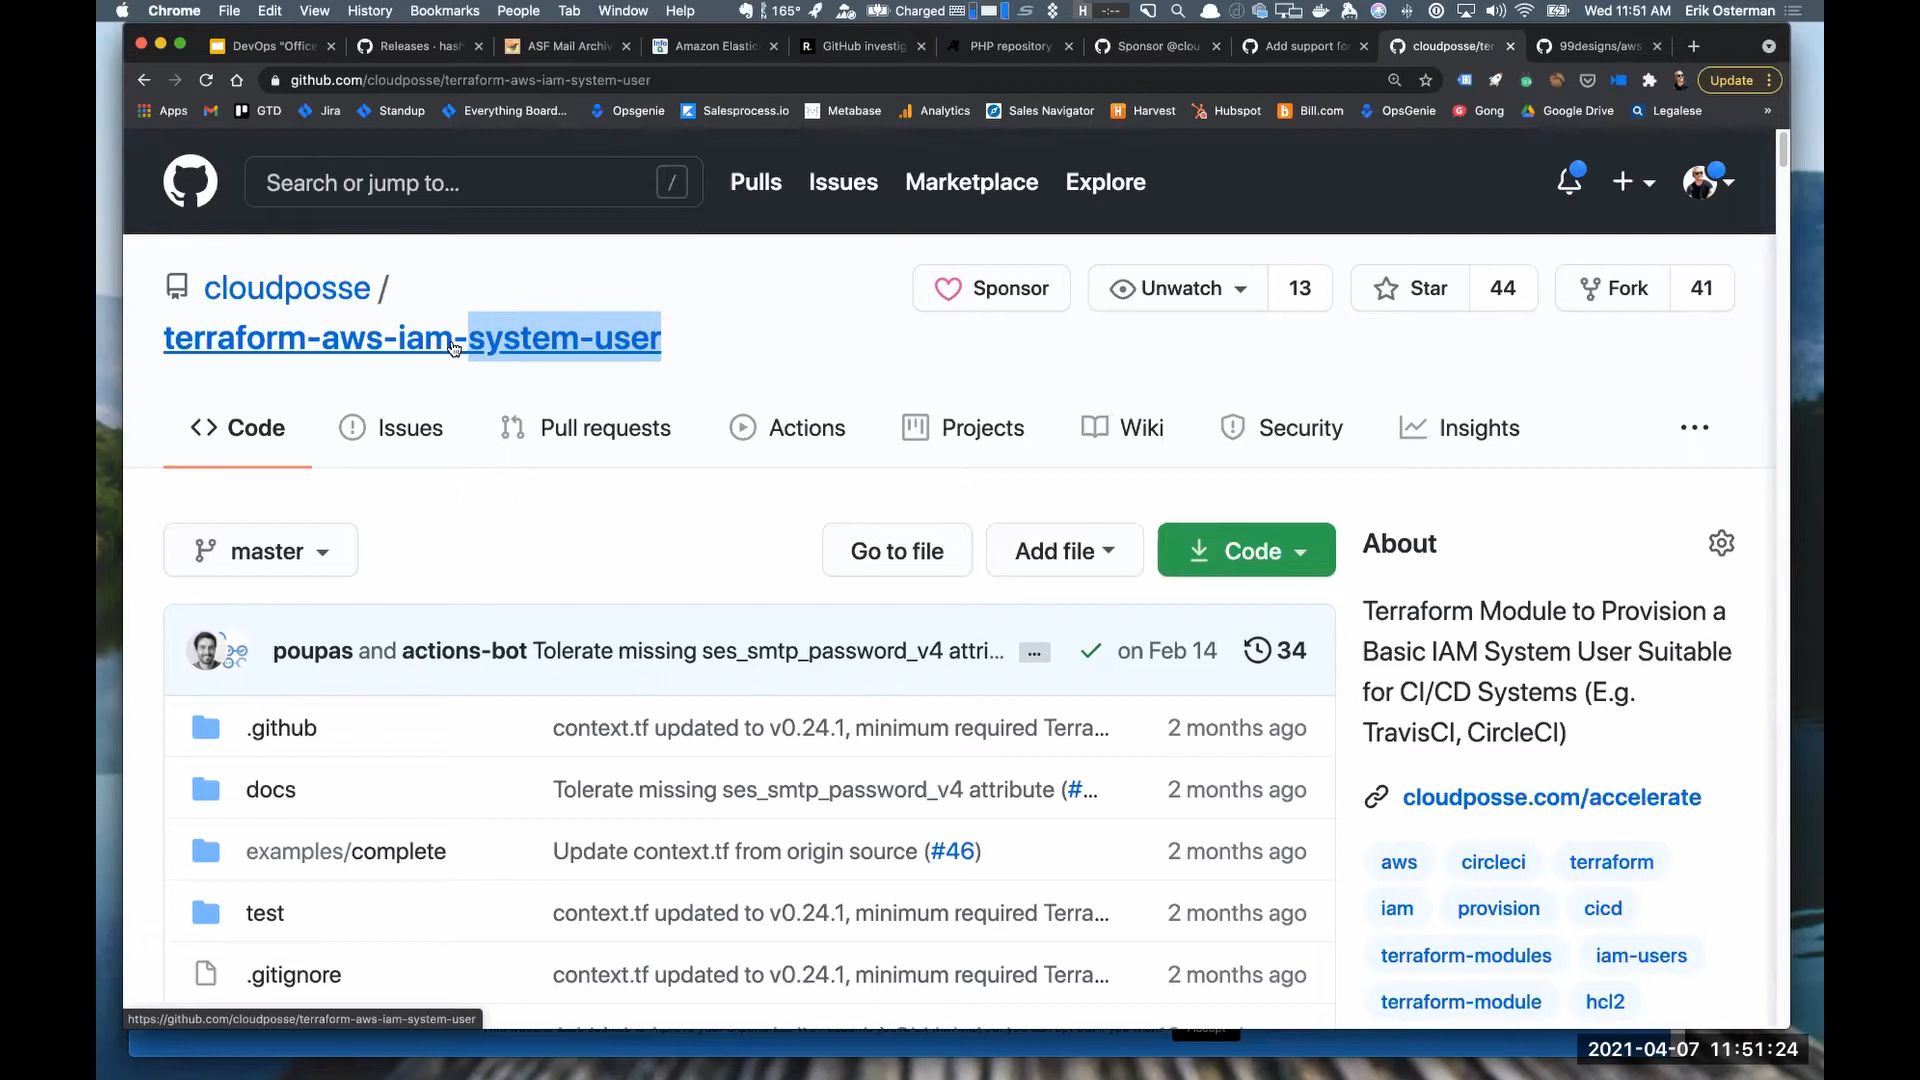 Chrome File Edit View History Bookmarks People Tab Window Help 165° Charged H -:-- Wed 11:51 AM Erik Osterman
DevOps "Office Releases · hash ASF Mail Archiv Amazon Elastic GitHub investig PHP repository Sponsor @clou Add support fo cloudposse/ter 99designs/aws
github.com/cloudposse/terraform-aws-iam-system-user Update
Apps GTD Jira Standup Everything Board... Opsgenie Salesprocess.io Metabase Analytics Sales Navigator Harvest Hubspot Bill.com OpsGenie Gong Google Drive Legalese »
Search or jump to... / Pulls Issues Marketplace Explore
cloudposse / Sponsor Unwatch 13 Star 44 Fork 41
terraform-aws-iam-system-user
Code Issues Pull requests Actions Projects Wiki Security Insights
master Go to file Add file Code
About
Terraform Module to Provision a
Basic IAM System User Suitable
for CI/CD Systems (E.g.
TravisCI, CircleCI)
cloudposse.com/accelerate
aws circleci terraform
iam provision cicd
terraform-modules iam-users
terraform-module hcl2
poupas and actions-bot Tolerate missing ses_smtp_password_v4 attri... ... on Feb 14 34
.github context.tf updated to v0.24.1, minimum required Terra... 2 months ago
docs Tolerate missing ses_smtp_password_v4 attribute (#... 2 months ago
examples/complete Update context.tf from origin source (#46) 2 months ago
test context.tf updated to v0.24.1, minimum required Terra... 2 months ago
.gitignore context.tf updated to v0.24.1, minimum required Terra... 2 months ago
https://github.com/cloudposse/terraform-aws-iam-system-user
2021-04-07 11:51:24